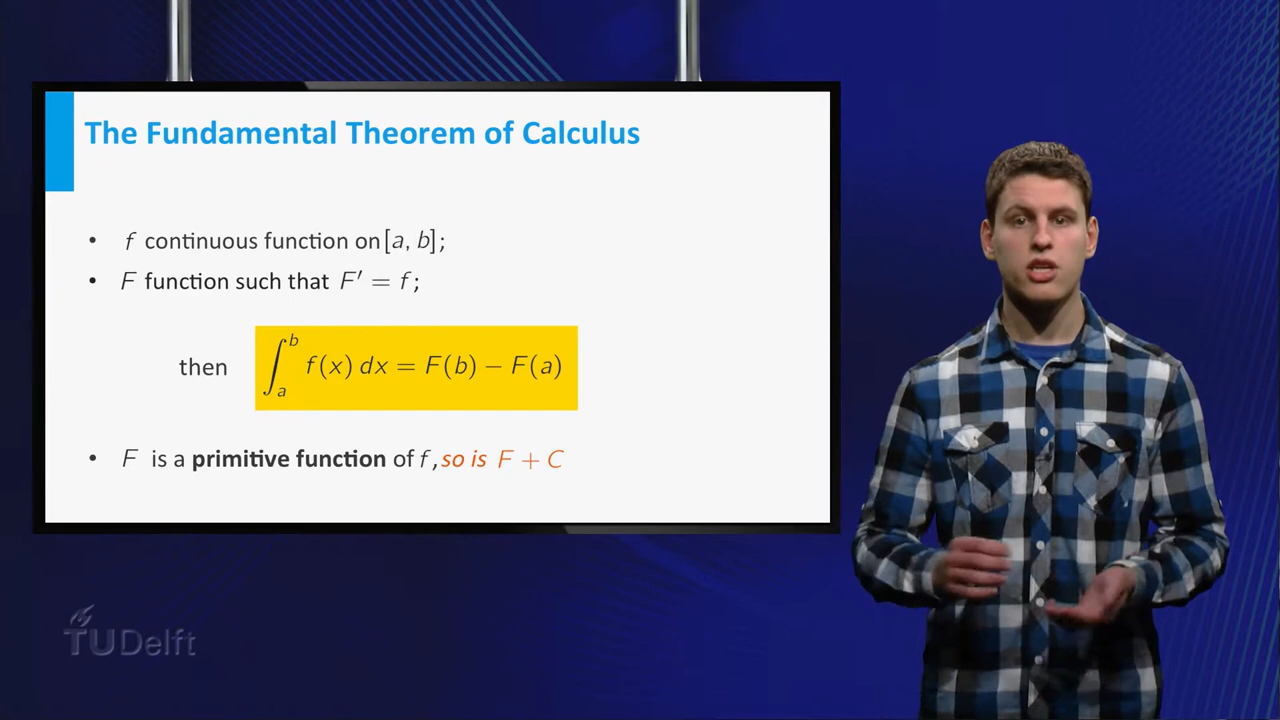 The Fundamental Theorem of Calculus
• f continuous function on [a, b];
• F function such that F′ = f;
then ∫ₐᵇ f(x) dx = F(b) − F(a)
• F is a primitive function of f, so is F + C
TUDelft